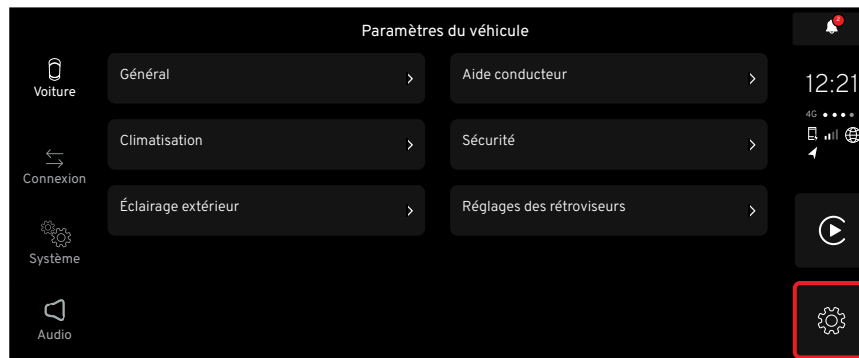 Paramètres du véhicule
2
Voiture
Général
Aide conducteur
12:21
4G
Climatisation
Sécurité
Connexion
Éclairage extérieur
Réglages des rétroviseurs
Système
Audio